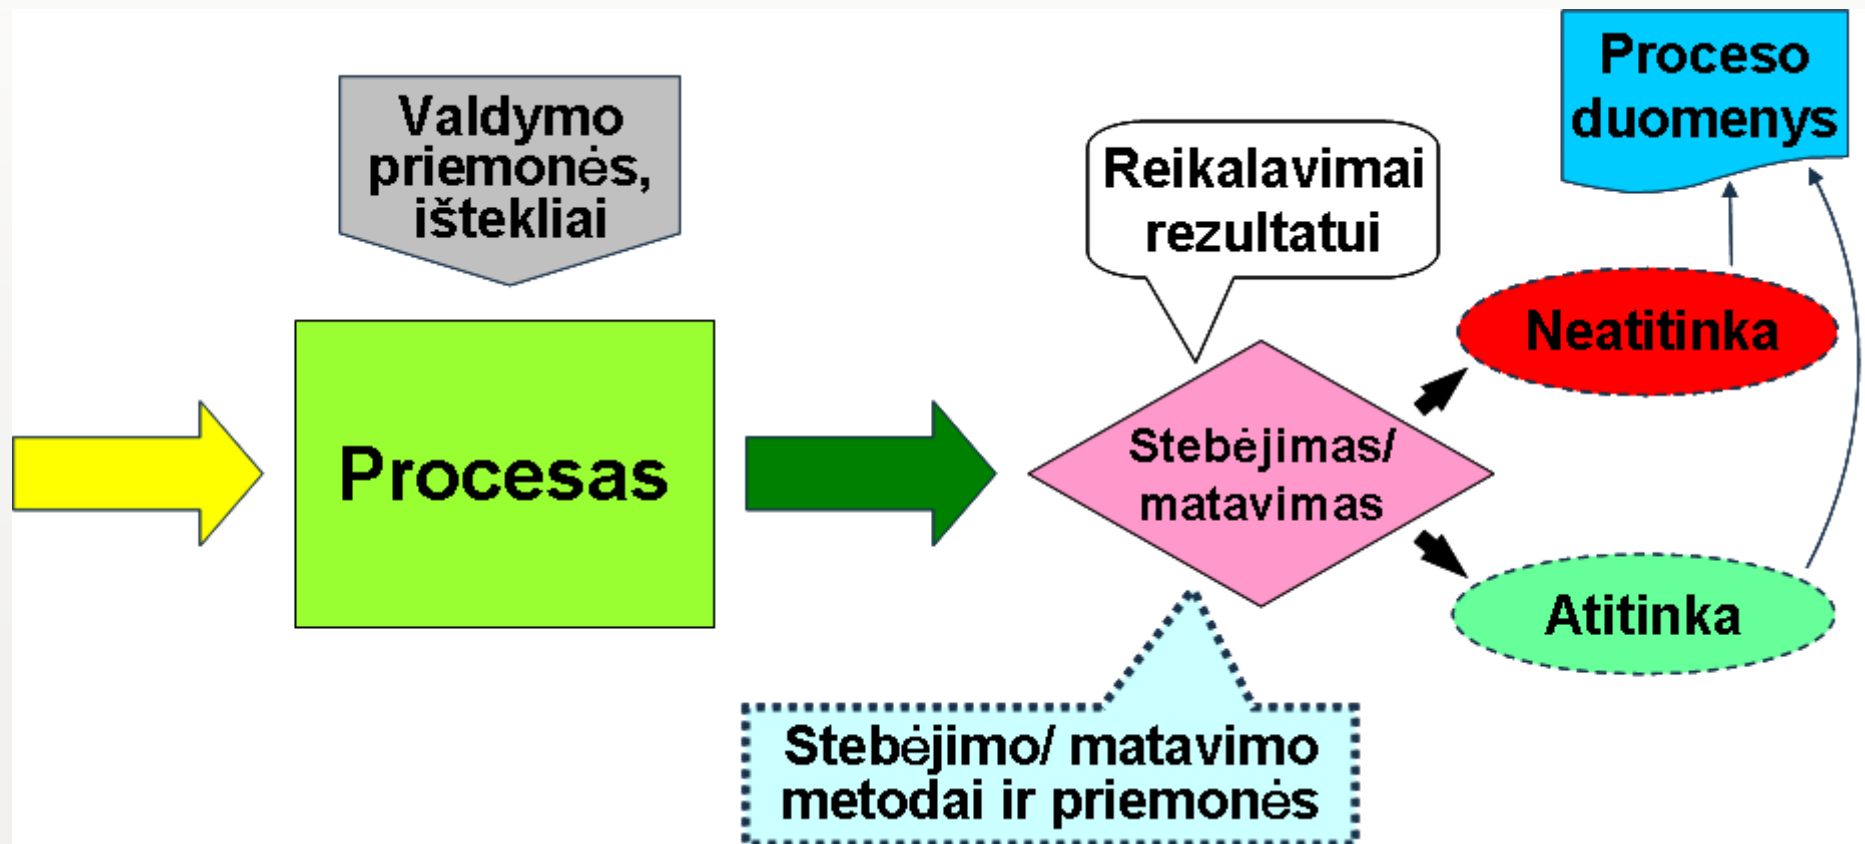 Valdymo
priemonės,
ištekliai
Procesas
Reikalavimai
rezultatui
Stebėjimas/
matavimas
Stebėjimo/ matavimo
metodai ir priemonės
Proceso
duomenys
Neatitinka
Atitinka